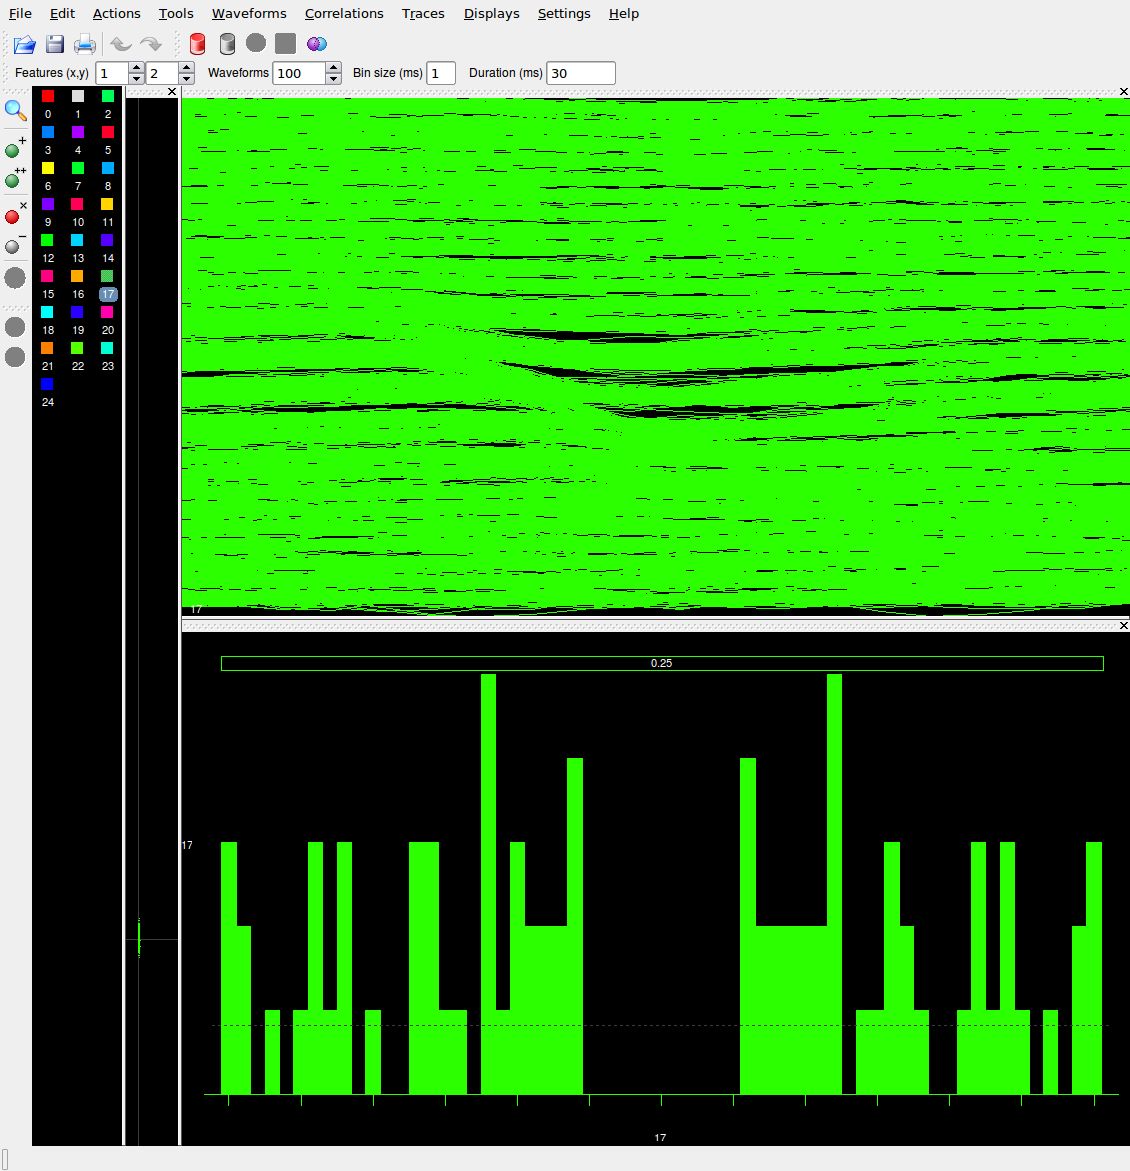 File Edit Actions Tools Waveforms Correlations Traces Displays Settings Help
Features (x,y) 1 2 Waveforms 100 Bin size (ms) 1 Duration (ms) 30
0 1 2
3 4 5
6 7 8
9 10 11
12 13 14
15 16 17
18 19 20
21 22 23
24
17
0.25
17
17